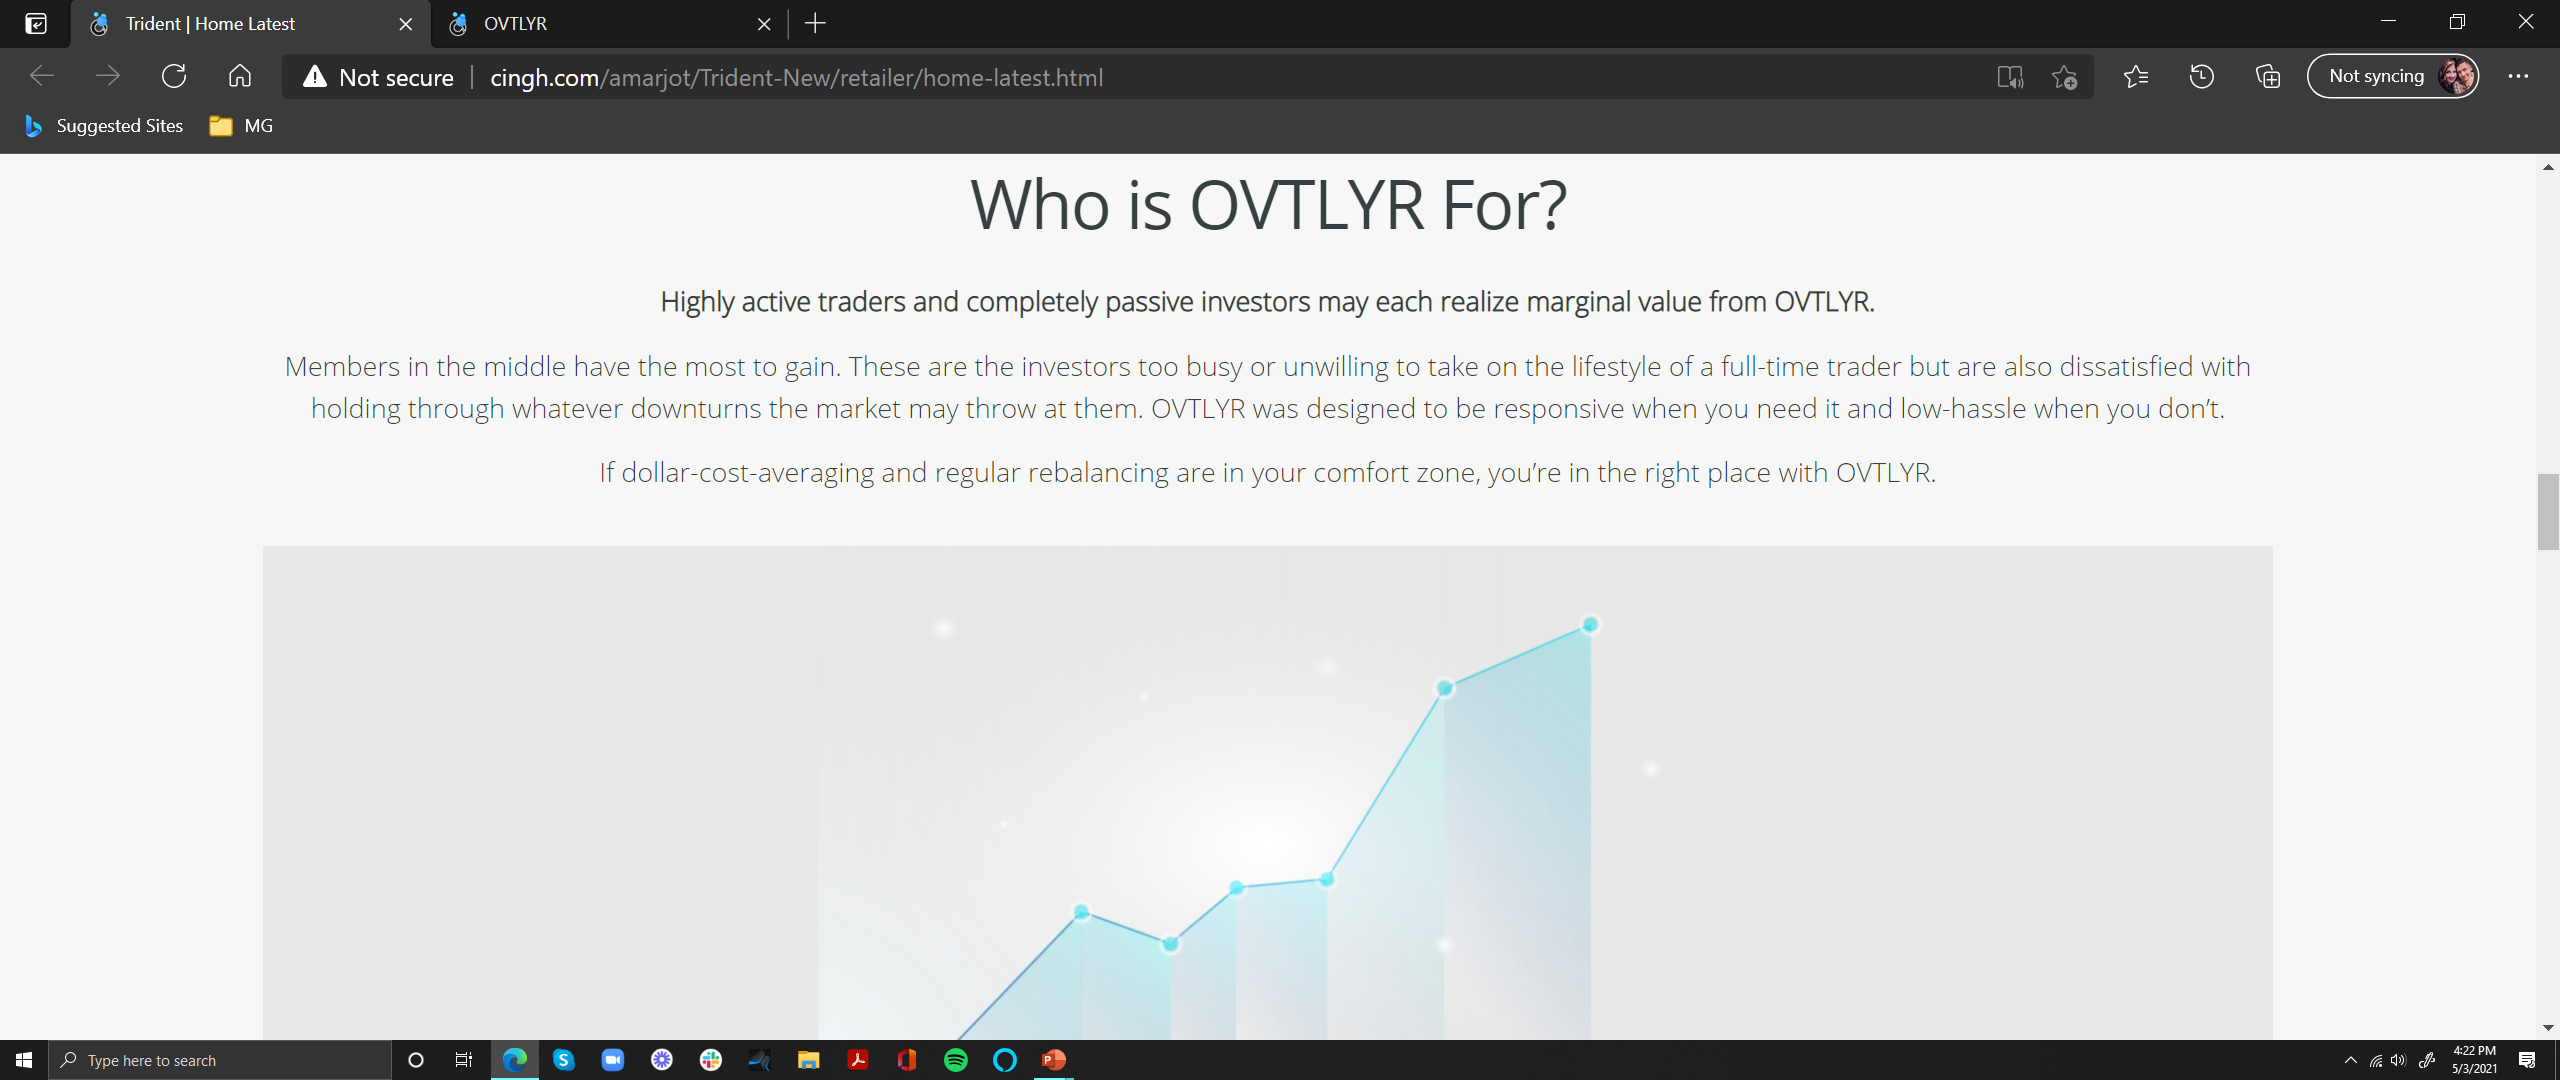 Trident | Home Latest
OVTLYR
Not secure
cingh.com/amarjot/Trident-New/retailer/home-latest.html
Not syncing
Suggested Sites
MG
Who is OVTLYR For?
Highly active traders and completely passive investors may each realize marginal value from OVTLYR.
Members in the middle have the most to gain. These are the investors too busy or unwilling to take on the lifestyle of a full-time trader but are also dissatisfied with
holding through whatever downturns the market may throw at them. OVTLYR was designed to be responsive when you need it and low-hassle when you don’t.
If dollar-cost-averaging and regular rebalancing are in your comfort zone, you’re in the right place with OVTLYR.
Type here to search
4:22 PM
5/3/2021